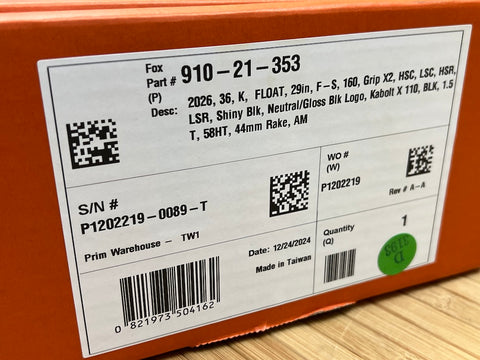 Fox
Part # 910-21-353
(P)
Desc: 2026, 36, K, FLOAT, 29in, F-S, 160, Grip X2, HSC, LSC, HSR,
LSR, Shiny Blk, Neutral/Gloss Blk Logo, Kabolt X 110, BLK, 1.5
T, 58HT, 44mm Rake, AM
S/N #
P1202219-0089-T
WO #
(W)
P1202219
Rev # A-A
Prim Warehouse - TW1
Date: 12/24/2024
Made in Taiwan
Quantity
(Q)
1
0 821973 504162
D
3193